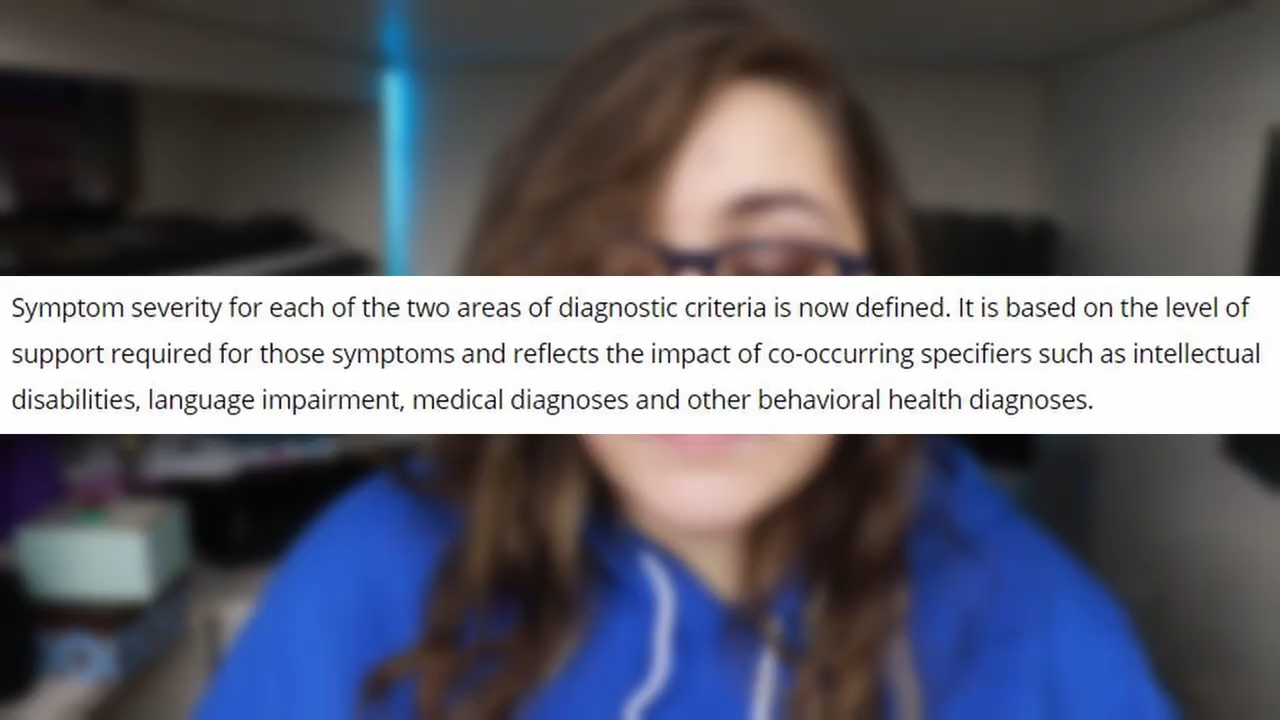 Symptom severity for each of the two areas of diagnostic criteria is now defined. It is based on the level of
support required for those symptoms and reflects the impact of co-occurring specifiers such as intellectual
disabilities, language impairment, medical diagnoses and other behavioral health diagnoses.